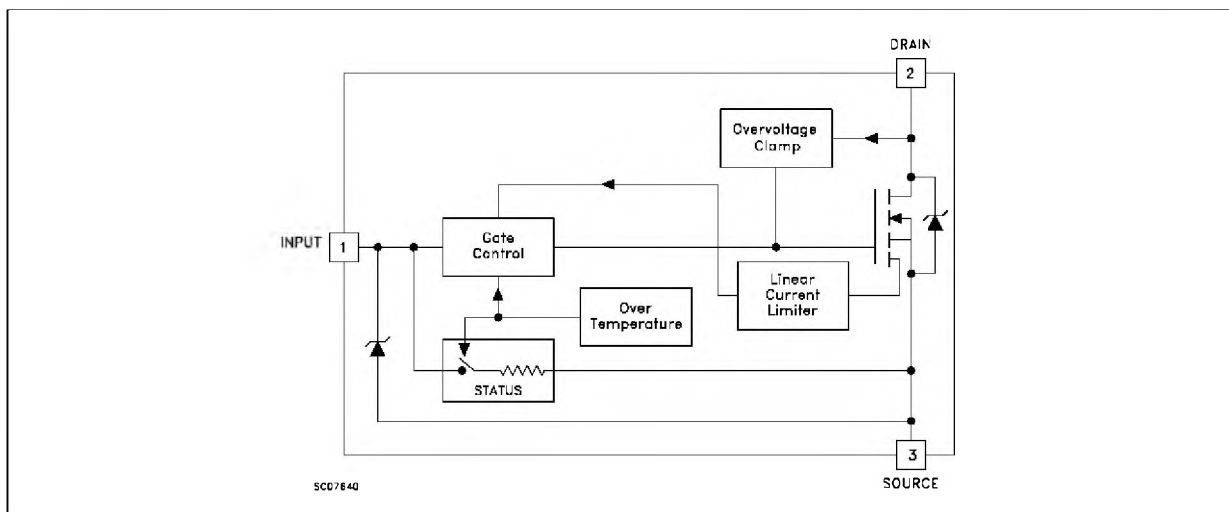 DRAIN
2
Overvoltage
Clamp
INPUT
1
Gate
Control
Linear
Current
Limiter
Over
Temperature
STATUS
3
SC07640
SOURCE